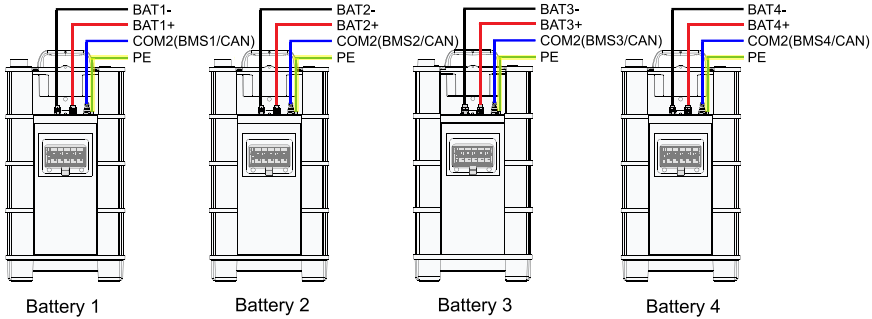 BAT1-
BAT1+
COM2(BMS1/CAN)
PE
BAT2-
BAT2+
COM2(BMS2/CAN)
PE
BAT3-
BAT3+
COM2(BMS3/CAN)
PE
BAT4-
BAT4+
COM2(BMS4/CAN)
PE
Battery 1
Battery 2
Battery 3
Battery 4